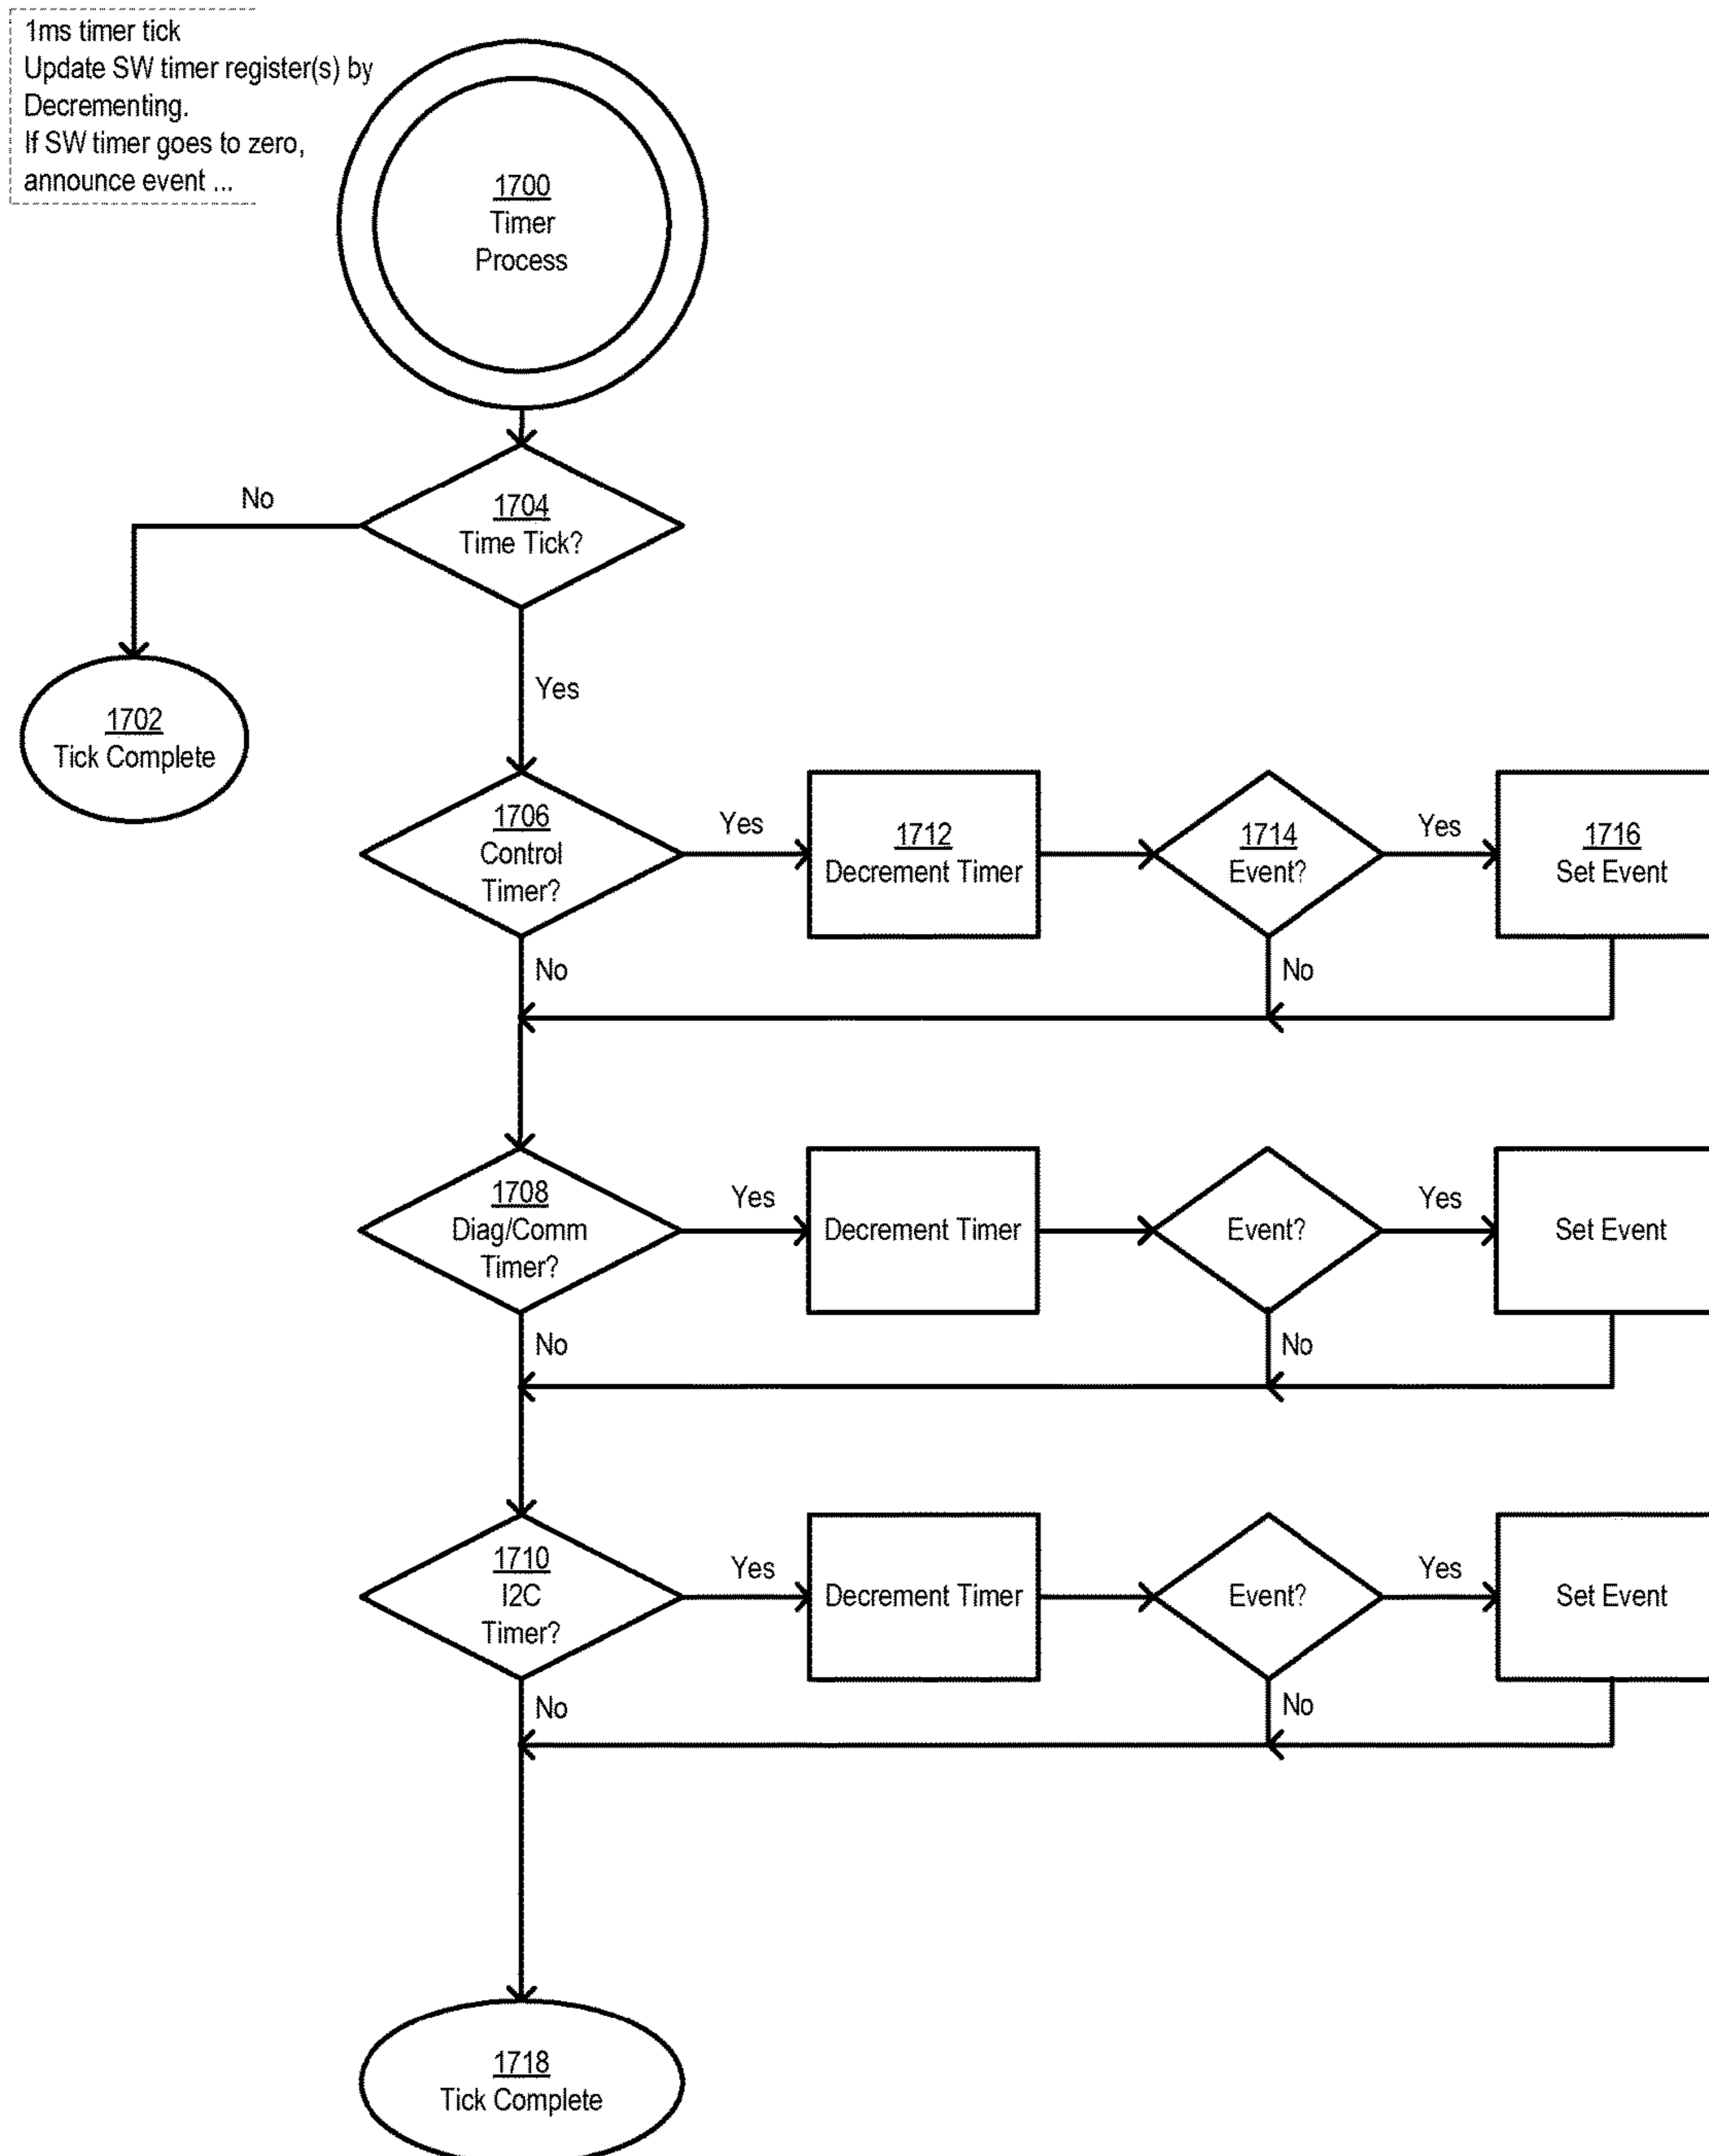 1ms timer tick
Update SW timer register(s) by
Decrementing.
If SW timer goes to zero,
announce event ...
1700
Timer
Process
1704
Time Tick?
No
Yes
1702
Tick Complete
1706
Control
Timer?
Yes
1712
Decrement Timer
1714
Event?
Yes
1716
Set Event
No
No
1708
Diag/Comm
Timer?
Yes
Decrement Timer
Event?
Yes
Set Event
No
No
1710
I2C
Timer?
Yes
Decrement Timer
Event?
Yes
Set Event
No
No
1718
Tick Complete